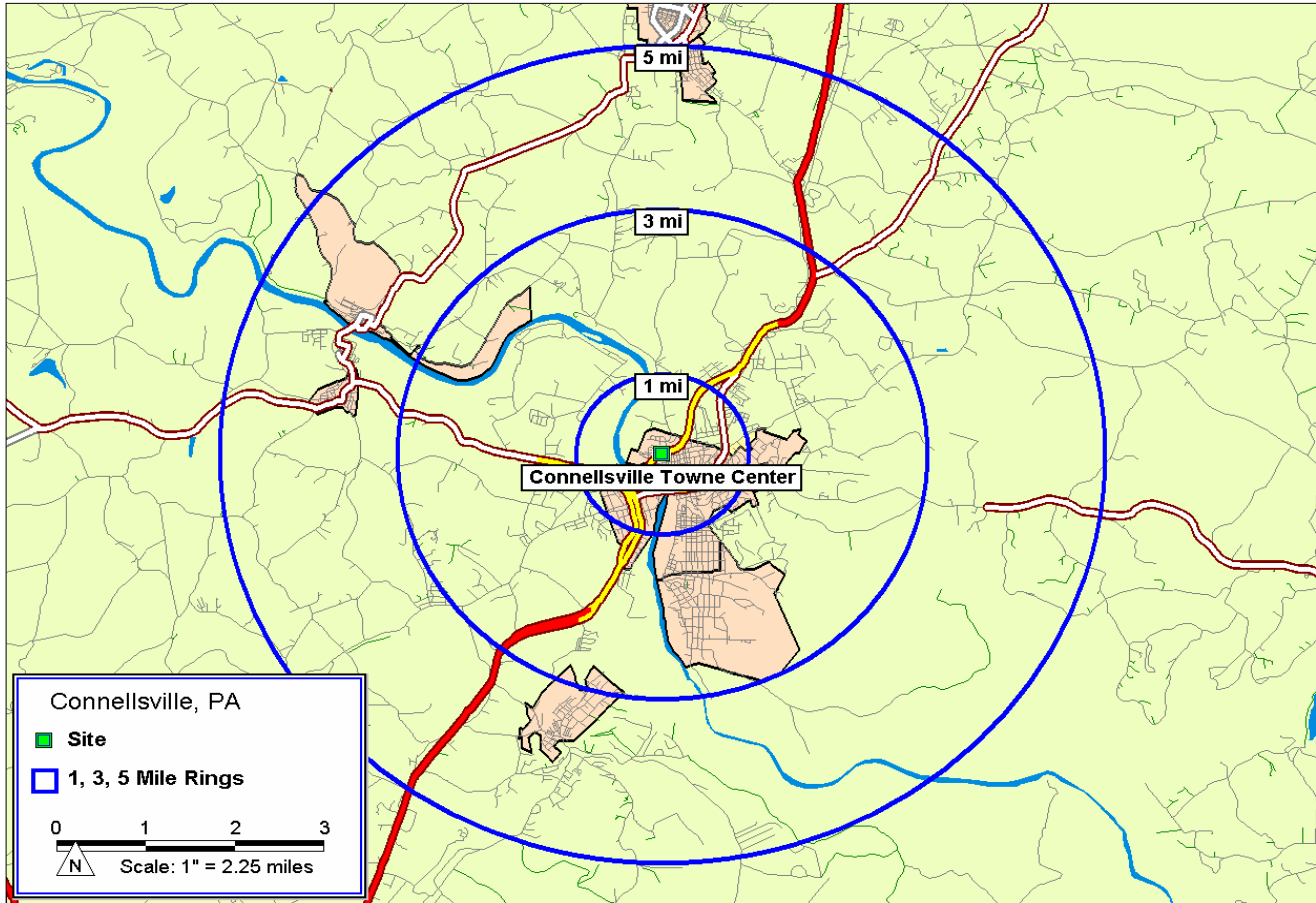 5 mi
3 mi
1 mi
Connellsville Towne Center
Connellsville, PA
Site
1, 3, 5 Mile Rings
0 1 2 3
N
Scale: 1" = 2.25 miles